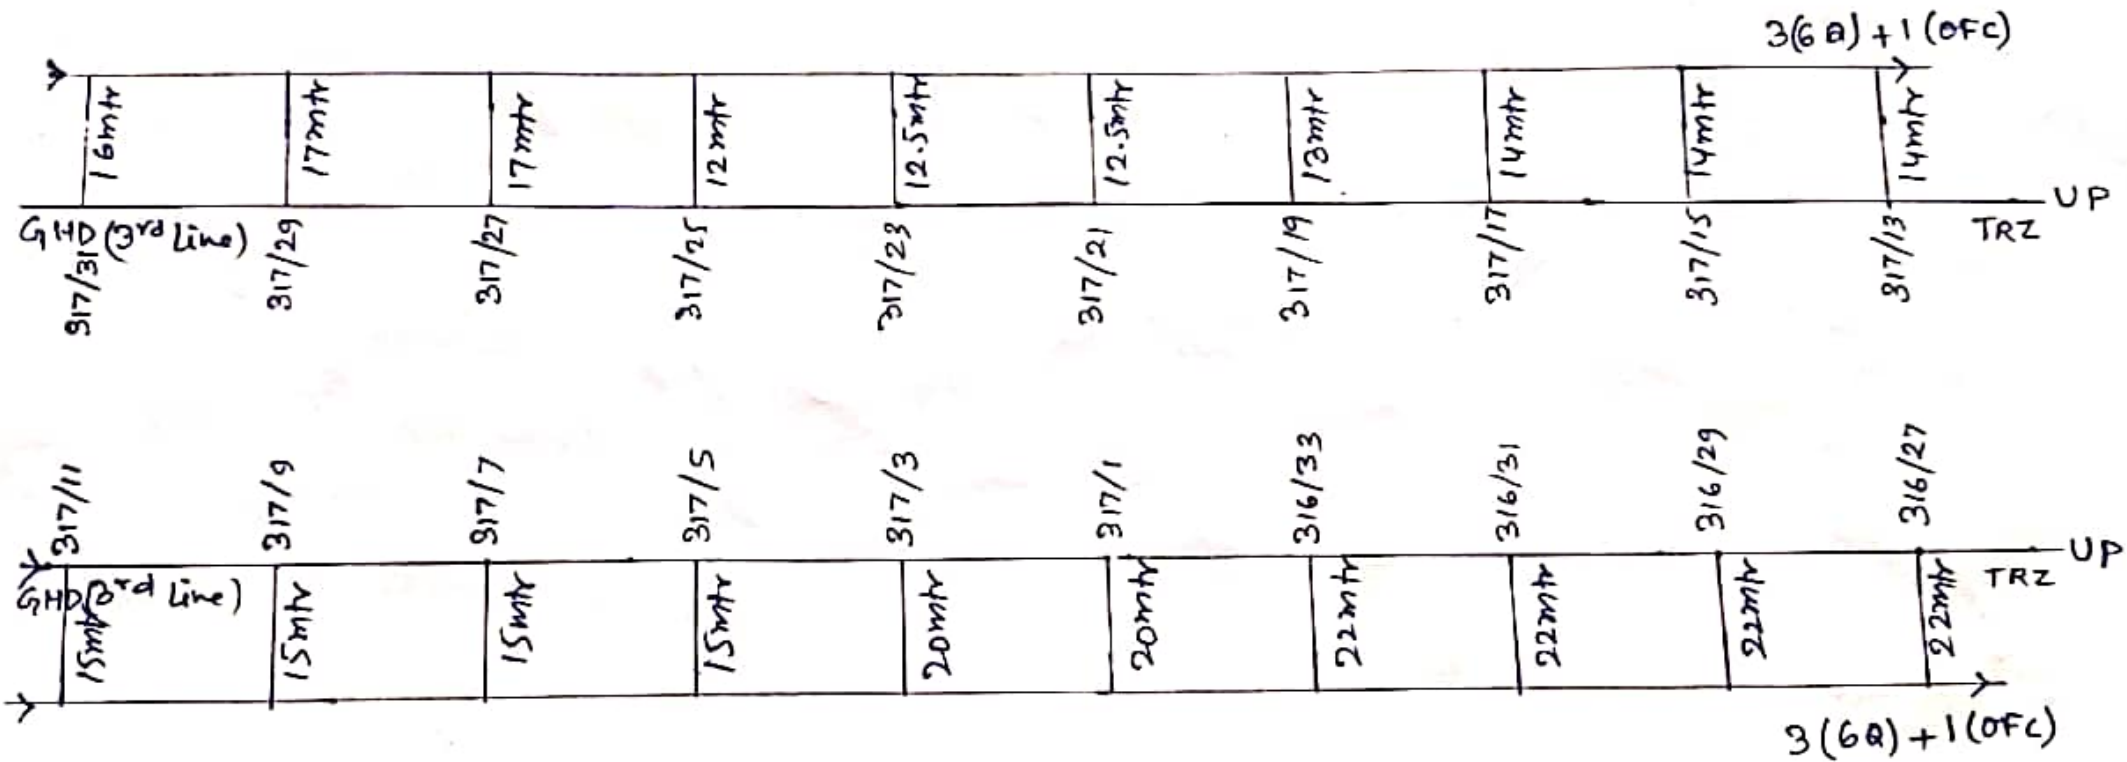 3(6Q)+1(OFC)
16mtr 17mtr 17mtr 12mtr 12.5mtr 12.5mtr 13mtr 14mtr 14mtr 14mtr
UP
GHD (3rd Line) TRZ
317/31 317/29 317/27 317/25 317/23 317/21 317/19 317/17 317/15 317/13
317/11 317/9 317/7 317/5 317/3 317/1 316/33 316/31 316/29 316/27
UP
GHD (3rd Line) TRZ
15mtr 15mtr 15mtr 15mtr 20mtr 20mtr 22mtr 22mtr 22mtr 22mtr
3(6Q)+1(OFC)